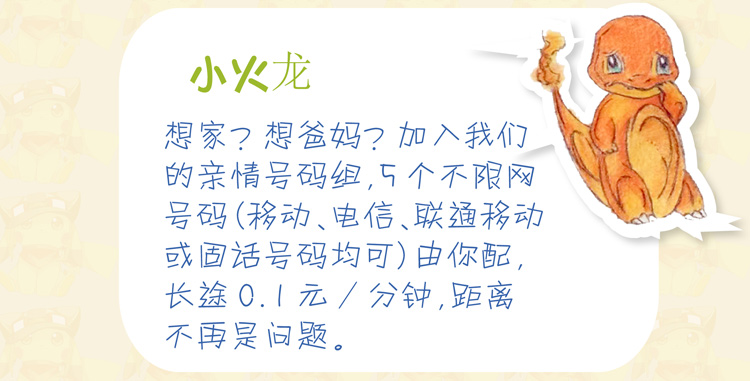 小火龙
想家?想爸妈?加入我们
的亲情号码组,5个不限网
号码(移动、电信、联通移动
或固话号码均可)由你配,
长途0.1元/分钟,距离
不再是问题。